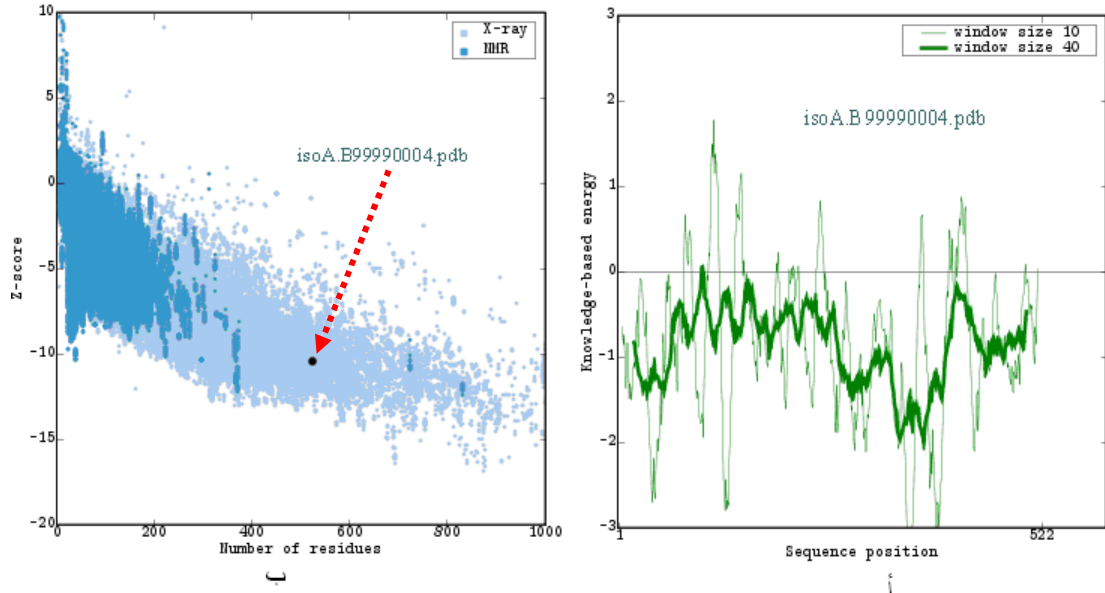 10
5
0
-5
-10
-15
-20
Z-score
X-ray
NMR
isoA.B99990004.pdb
0
200
400
600
800
1000
Number of residues
3
2
1
0
-1
-2
-3
Knowledge-based energy
window size 10
window size 40
isoA.B99990004.pdb
1
522
Sequence position